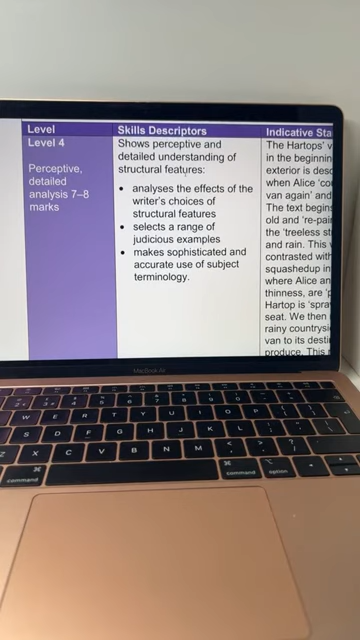 Level
Skills Descriptors
Indicative Sta
Level 4
Perceptive,
detailed
analysis 7–8
marks
Shows perceptive and
detailed understanding of
structural features:
• analyses the effects of the
writer's choices of
structural features
• selects a range of
judicious examples
• makes sophisticated and
accurate use of subject
terminology.
The Hartops' v
in the beginnin
exterior is desc
when Alice 'co
van again' and
The text begins
old and 're-pai
the 'treeless st
and rain. This
contrasted with
squashedup in
where Alice an
thinness, are 'p
Hartop is 'spra
seat. We then
rainy countrysi
van to its desti
produce. This
MacBook Air
W E R T Y U I O P
S D F G H J K L
Z X C V B N M
command
command
option